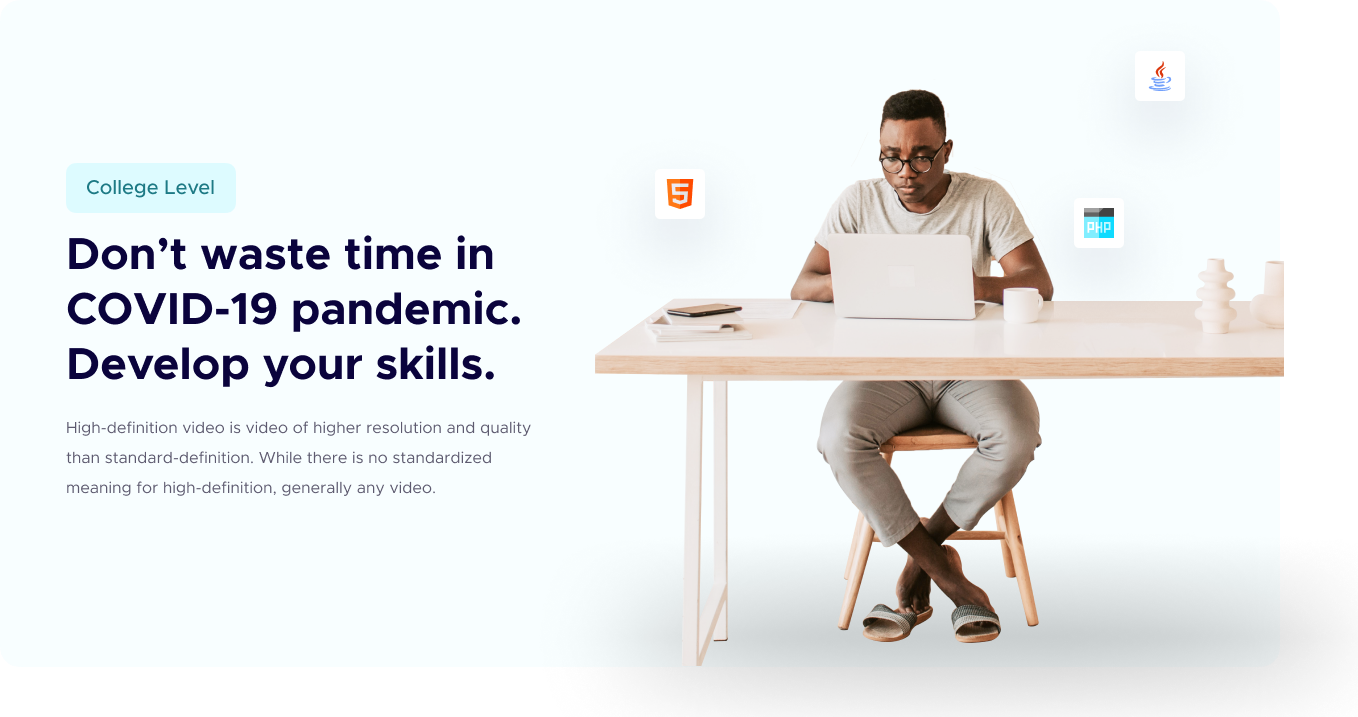 College Level
Don’t waste time in
COVID-19 pandemic.
Develop your skills.
High-definition video is video of higher resolution and quality
than standard-definition. While there is no standardized
meaning for high-definition, generally any video.
5
PHP